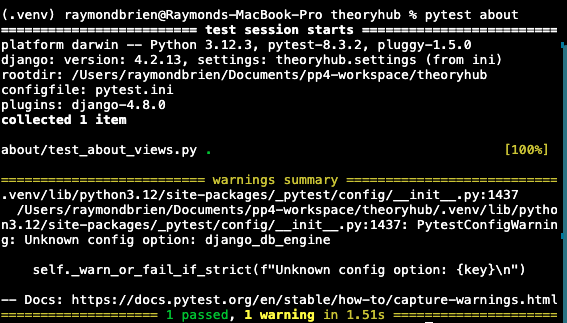 (.venv) raymondbrien@Raymonds-MacBook-Pro theoryhub % pytest about
========================= test session starts ==========================
platform darwin -- Python 3.12.3, pytest-8.3.2, pluggy-1.5.0
django: version: 4.2.13, settings: theoryhub.settings (from ini)
rootdir: /Users/raymondbrien/Documents/pp4-workspace/theoryhub
configfile: pytest.ini
plugins: django-4.8.0
collected 1 item
about/test_about_views.py . [100%]
========================== warnings summary ===========================
.venv/lib/python3.12/site-packages/_pytest/config/__init__.py:1437
/Users/raymondbrien/Documents/pp4-workspace/theoryhub/.venv/lib/pytho
n3.12/site-packages/_pytest/config/__init__.py:1437: PytestConfigWarnin
g: Unknown config option: django_db_engine
self._warn_or_fail_if_strict(f"Unknown config option: {key}\n")
-- Docs: https://docs.pytest.org/en/stable/how-to/capture-warnings.html
==================== 1 passed, 1 warning in 1.51s =====================